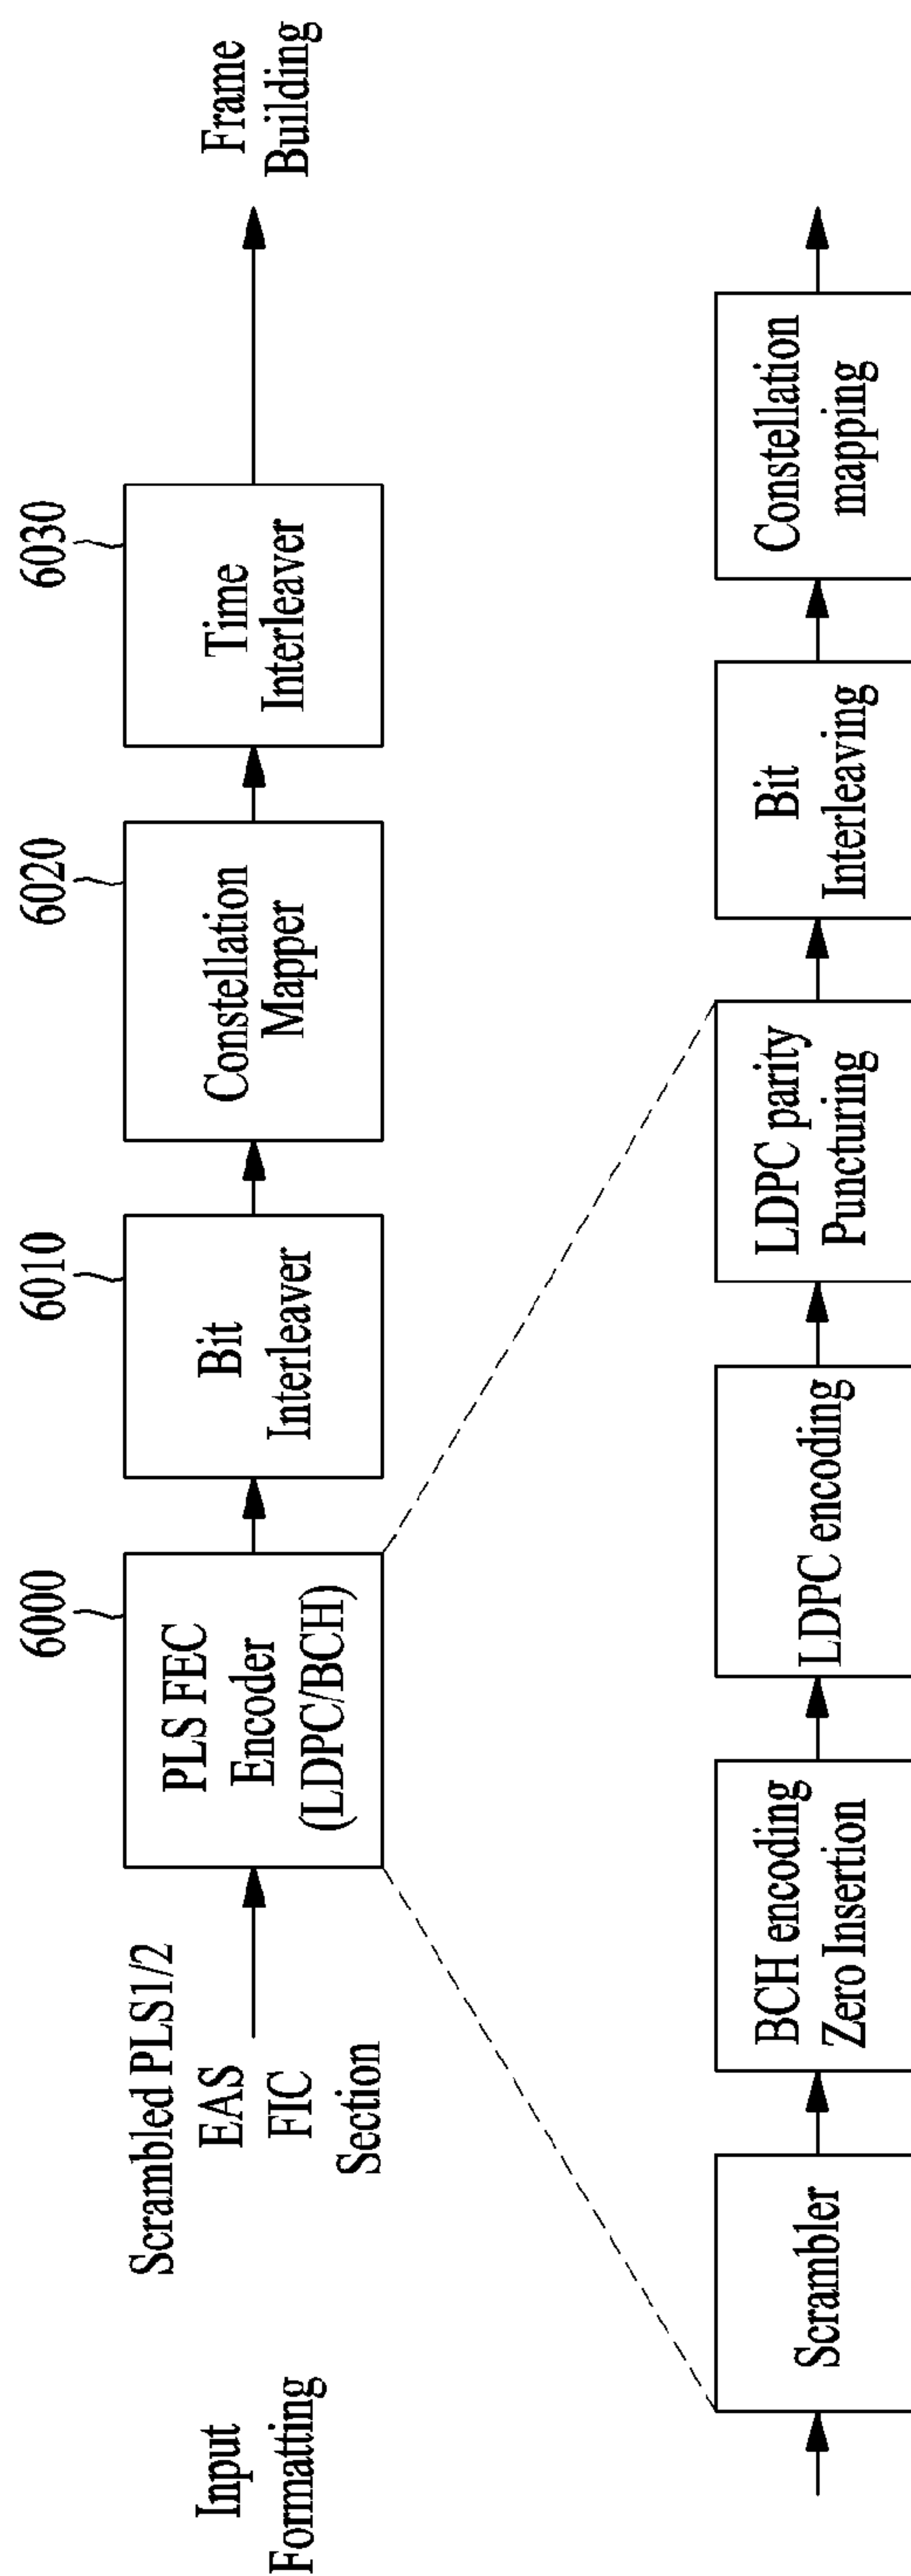 Input
Formatting
Scrambled PLS1/2
EAS
FIC
Section
6000
PLS FEC
Encoder
(LDPC/BCH)
6010
Bit
Interleaver
6020
Constellation
Mapper
6030
Time
Interleaver
Frame
Building
Scrambler
BCH encoding
Zero Insertion
LDPC encoding
LDPC parity
Puncturing
Bit
Interleaving
Constellation
mapping